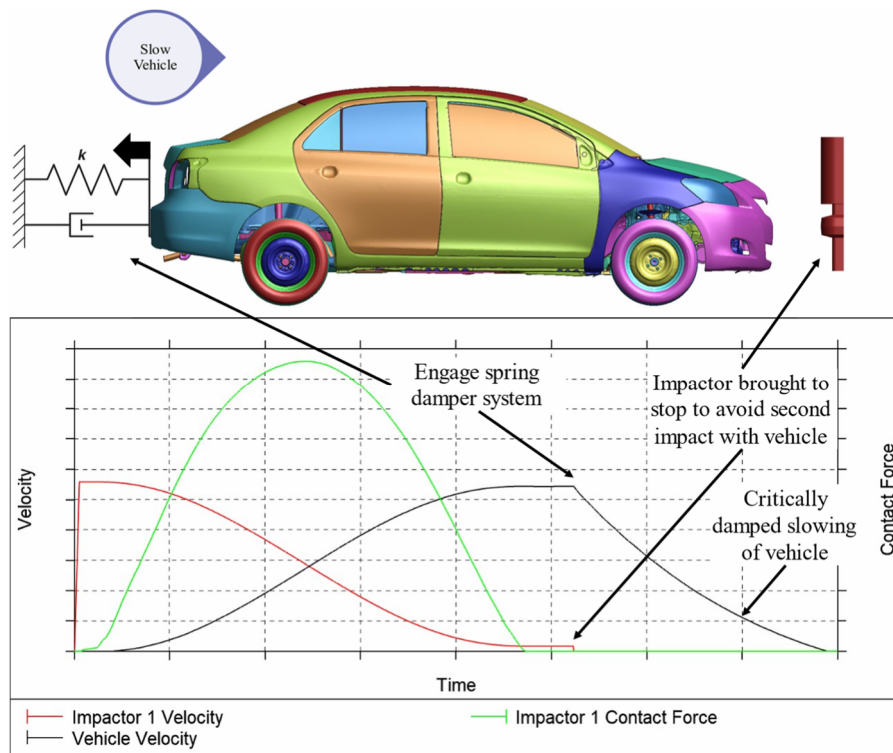 Slow
Vehicle
k
Engage spring
damper system
Impactor brought to
stop to avoid second
impact with vehicle
Critically
damped slowing
of vehicle
Velocity
Contact Force
Time
Impactor 1 Velocity
Impactor 1 Contact Force
Vehicle Velocity